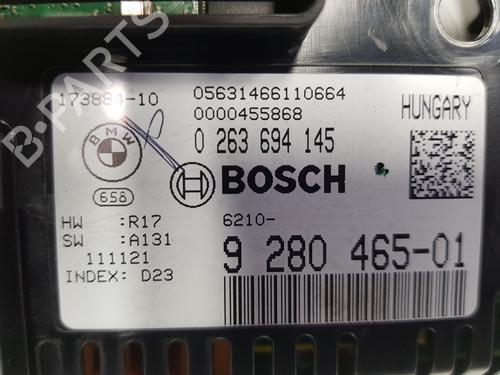 173884-10
05631466110664
0000455868
HUNGARY
BMW
0 263 694 145
BOSCH
658
HW :R17
SW :A131
111121
INDEX: D23
6210-
9 280 465-01